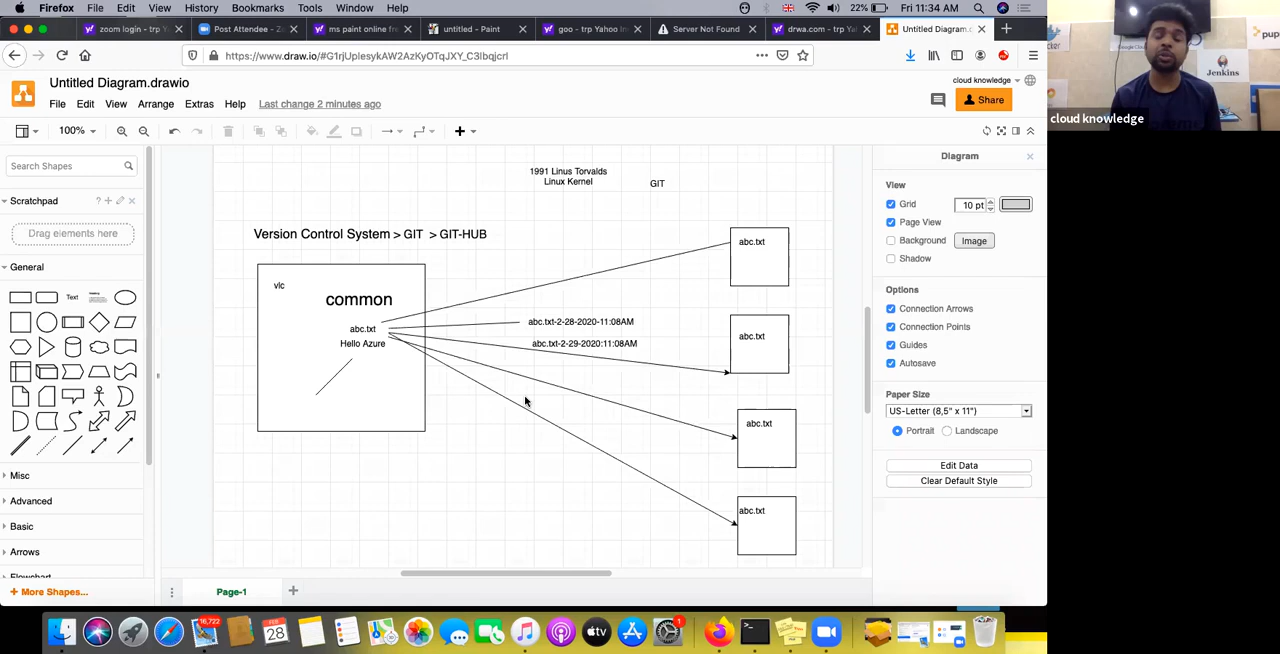 Firefox File Edit View History Bookmarks Tools Window Help
22% Fri 11:34 AM
zoom login - trp Y
Post Attendee - Z
ms paint online fr
untitled - Paint
goo - trp Yahoo In
Server Not Found
drwa.com - trp Ya
Untitled Diagram.d
https://www.draw.io/#G1rjUplesykAW2AzKyOTqJXY_C3lbqjcrl
Untitled Diagram.drawio
cloud knowledge
File Edit View Arrange Extras Help Last change 2 minutes ago
Share
100%
Search Shapes
Scratchpad
Drag elements here
General
Text
Misc
Advanced
Basic
Arrows
Flowchart
+ More Shapes...
1991 Linus Torvalds
Linux Kernel
GIT
Version Control System > GIT > GIT-HUB
vlc
common
abc.txt
Hello Azure
abc.txt-2-28-2020-11:08AM
abc.txt-2-29-2020:11:08AM
abc.txt
abc.txt
abc.txt
abc.txt
Page-1
Diagram
View
Grid 10 pt
Page View
Background Image
Shadow
Options
Connection Arrows
Connection Points
Guides
Autosave
Paper Size
US-Letter (8,5" x 11")
Portrait Landscape
Edit Data
Clear Default Style
Jenkins
cloud knowledge
16,722
FEB
28
1
tv